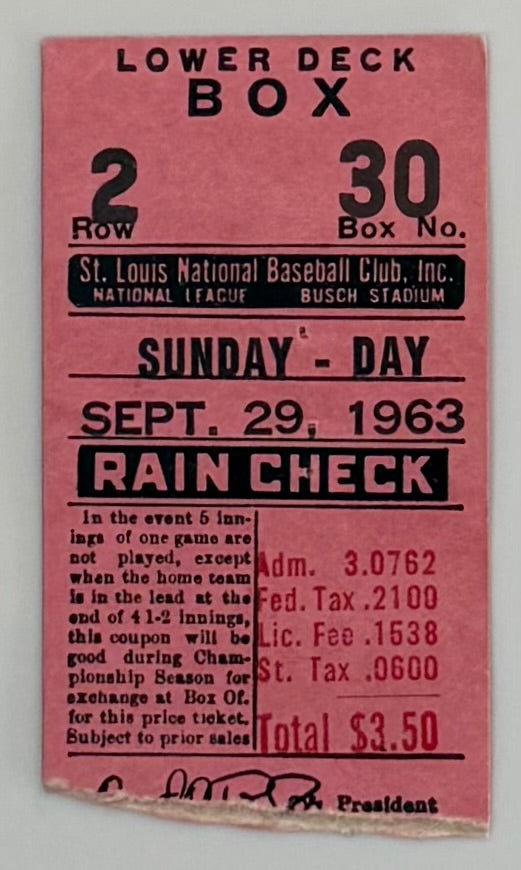 LOWER DECK
BOX
2 30
Row Box No.
St. Louis National Baseball Club, Inc.
NATIONAL LEAGUE BUSCH STADIUM
SUNDAY - DAY
SEPT. 29, 1963
RAIN CHECK
In the event 5 inn-
ings of one game are
not played, except
when the home team
is in the lead at the
end of 4 1-2 innings,
this coupon will be
good during Cham-
pionship Season for
exchange at Box Of.
for this price ticket.
Subject to prior sales
Adm. 3.0762
Fed. Tax .2100
Lic. Fee .1538
St. Tax .0600
Total $3.50
President